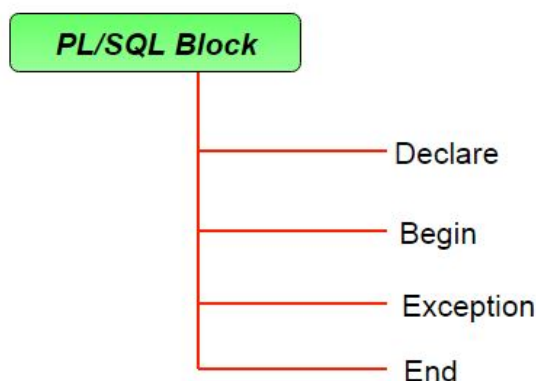 PL/SQL Block
Declare
Begin
Exception
End